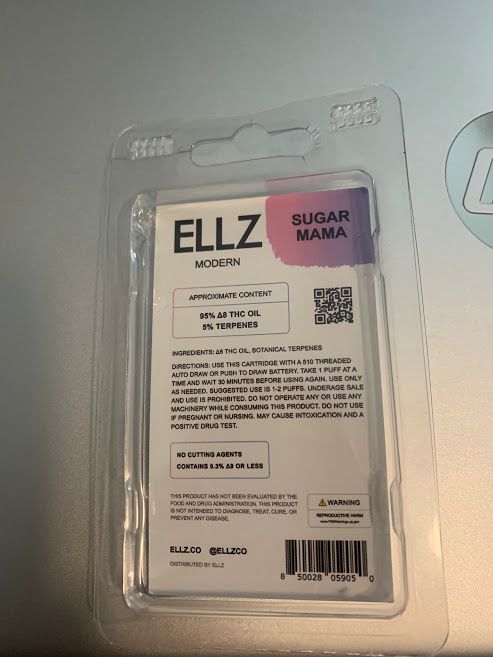 ELLZ
MODERN
SUGAR
MAMA
APPROXIMATE CONTENT
95% Δ8 THC OIL
5% TERPENES
INGREDIENTS: Δ8 THC OIL, BOTANICAL TERPENES
DIRECTIONS: USE THIS CARTRIDGE WITH A 510 THREADED
AUTO DRAW OR PUSH TO DRAW BATTERY. TAKE 1 PUFF AT A
TIME AND WAIT 30 MINUTES BEFORE USING AGAIN. USE ONLY
AS NEEDED. SUGGESTED USE IS 1-2 PUFFS. UNDERAGE SALE
AND USE IS PROHIBITED. DO NOT OPERATE ANY OR USE ANY
MACHINERY WHILE CONSUMING THIS PRODUCT. DO NOT USE
IF PREGNANT OR NURSING. MAY CAUSE INTOXICATION AND A
POSITIVE DRUG TEST.
NO CUTTING AGENTS
CONTAINS 0.3% Δ9 OR LESS
THIS PRODUCT HAS NOT BEEN EVALUATED BY THE
FOOD AND DRUG ADMINISTRATION. THIS PRODUCT
IS NOT INTENDED TO DIAGNOSE, TREAT, CURE, OR
PREVENT ANY DISEASE.
WARNING
REPRODUCTIVE HARM
www.P65Warnings.ca.gov
ELLZ.CO @ELLZCO
DISTRIBUTED BY ELLZ
8 50028 05905 0